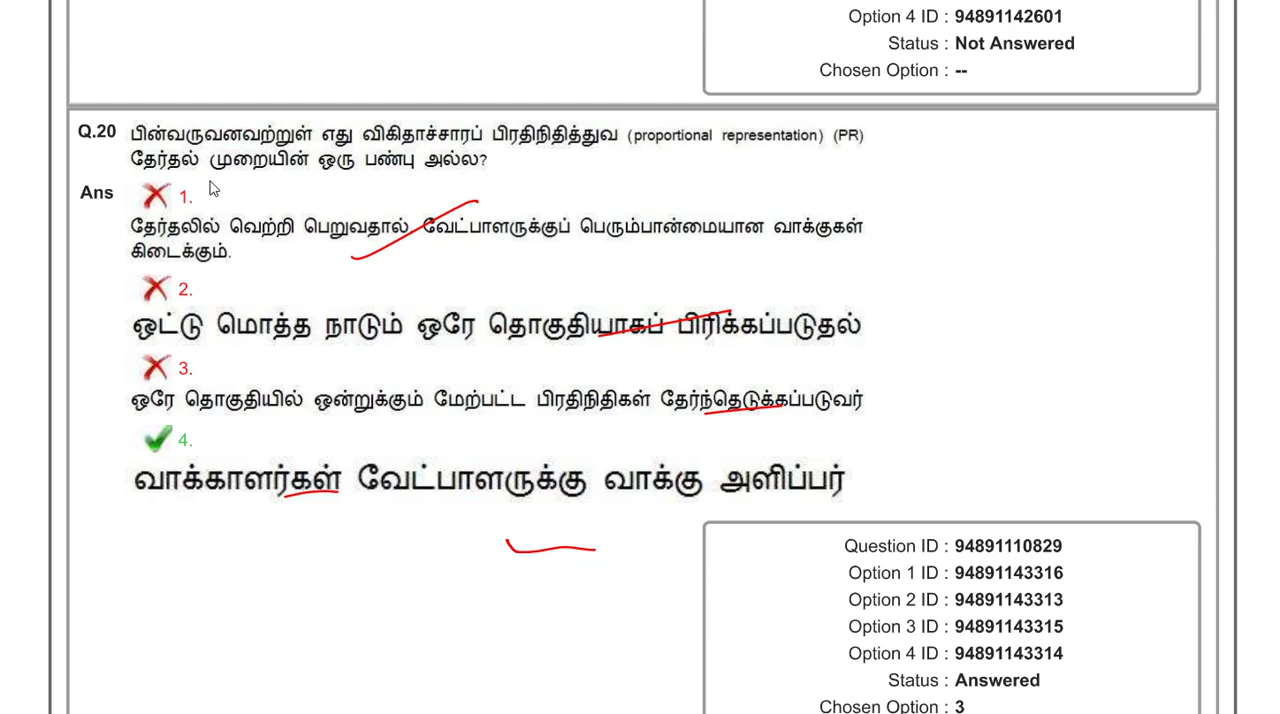 Option 4 ID : 94891142601
Status : Not Answered
Chosen Option : --
Q.20 பின்வருவனவற்றுள் எது விகிதாச்சாரப் பிரதிநிதித்துவ (proportional representation) (PR)
தேர்தல் முறையின் ஒரு பண்பு அல்ல?
Ans
1.
தேர்தலில் வெற்றி பெறுவதால் வேட்பாளருக்குப் பெரும்பான்மையான வாக்குகள்
கிடைக்கும்.
2.
ஒட்டு மொத்த நாடும் ஒரே தொகுதியாகப் பிரிக்கப்படுதல்
3.
ஒரே தொகுதியில் ஒன்றுக்கும் மேற்பட்ட பிரதிநிதிகள் தேர்ந்தெடுக்கப்படுவர்
4.
வாக்காளர்கள் வேட்பாளருக்கு வாக்கு அளிப்பர்
Question ID : 94891110829
Option 1 ID : 94891143316
Option 2 ID : 94891143313
Option 3 ID : 94891143315
Option 4 ID : 94891143314
Status : Answered
Chosen Option : 3